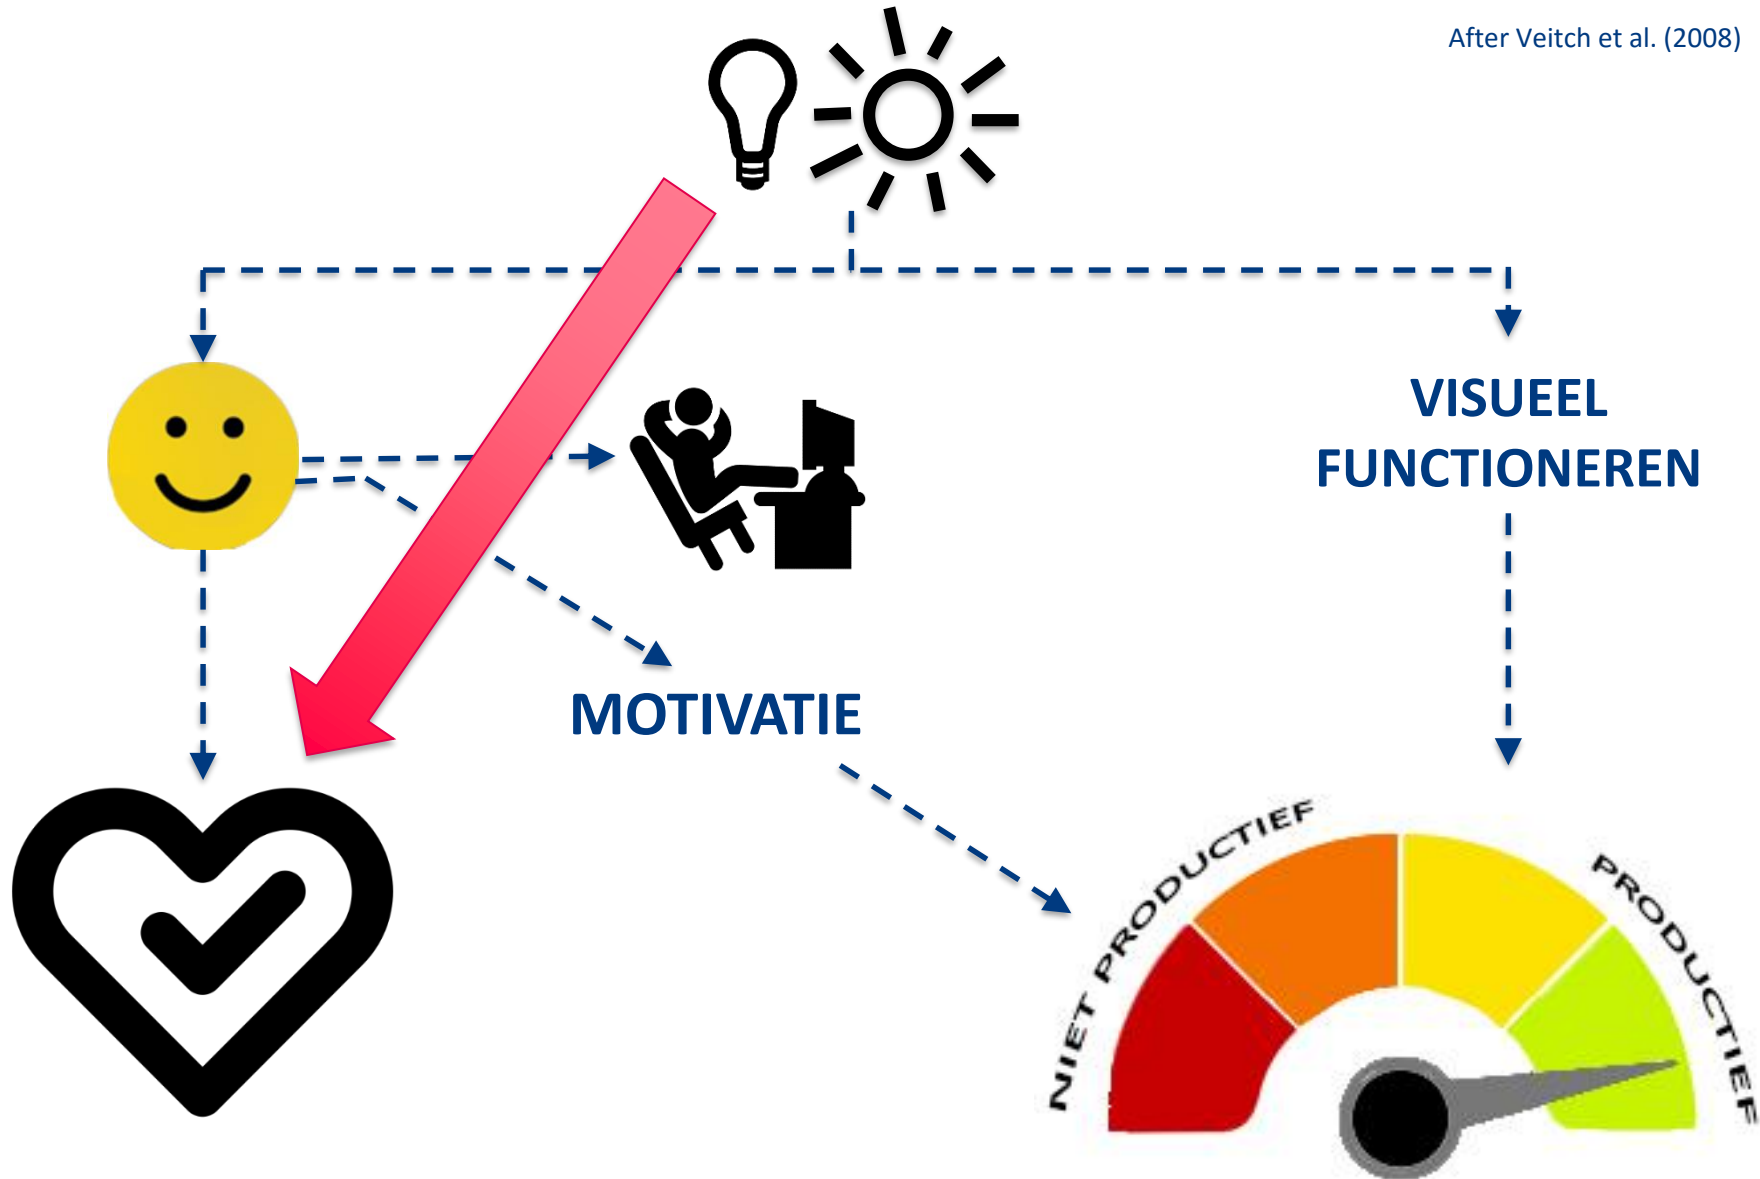 After Veitch et al. (2008)
VISUEEL
FUNCTIONEREN
MOTIVATIE
NIET PRODUCTIEF
PRODUCTIEF